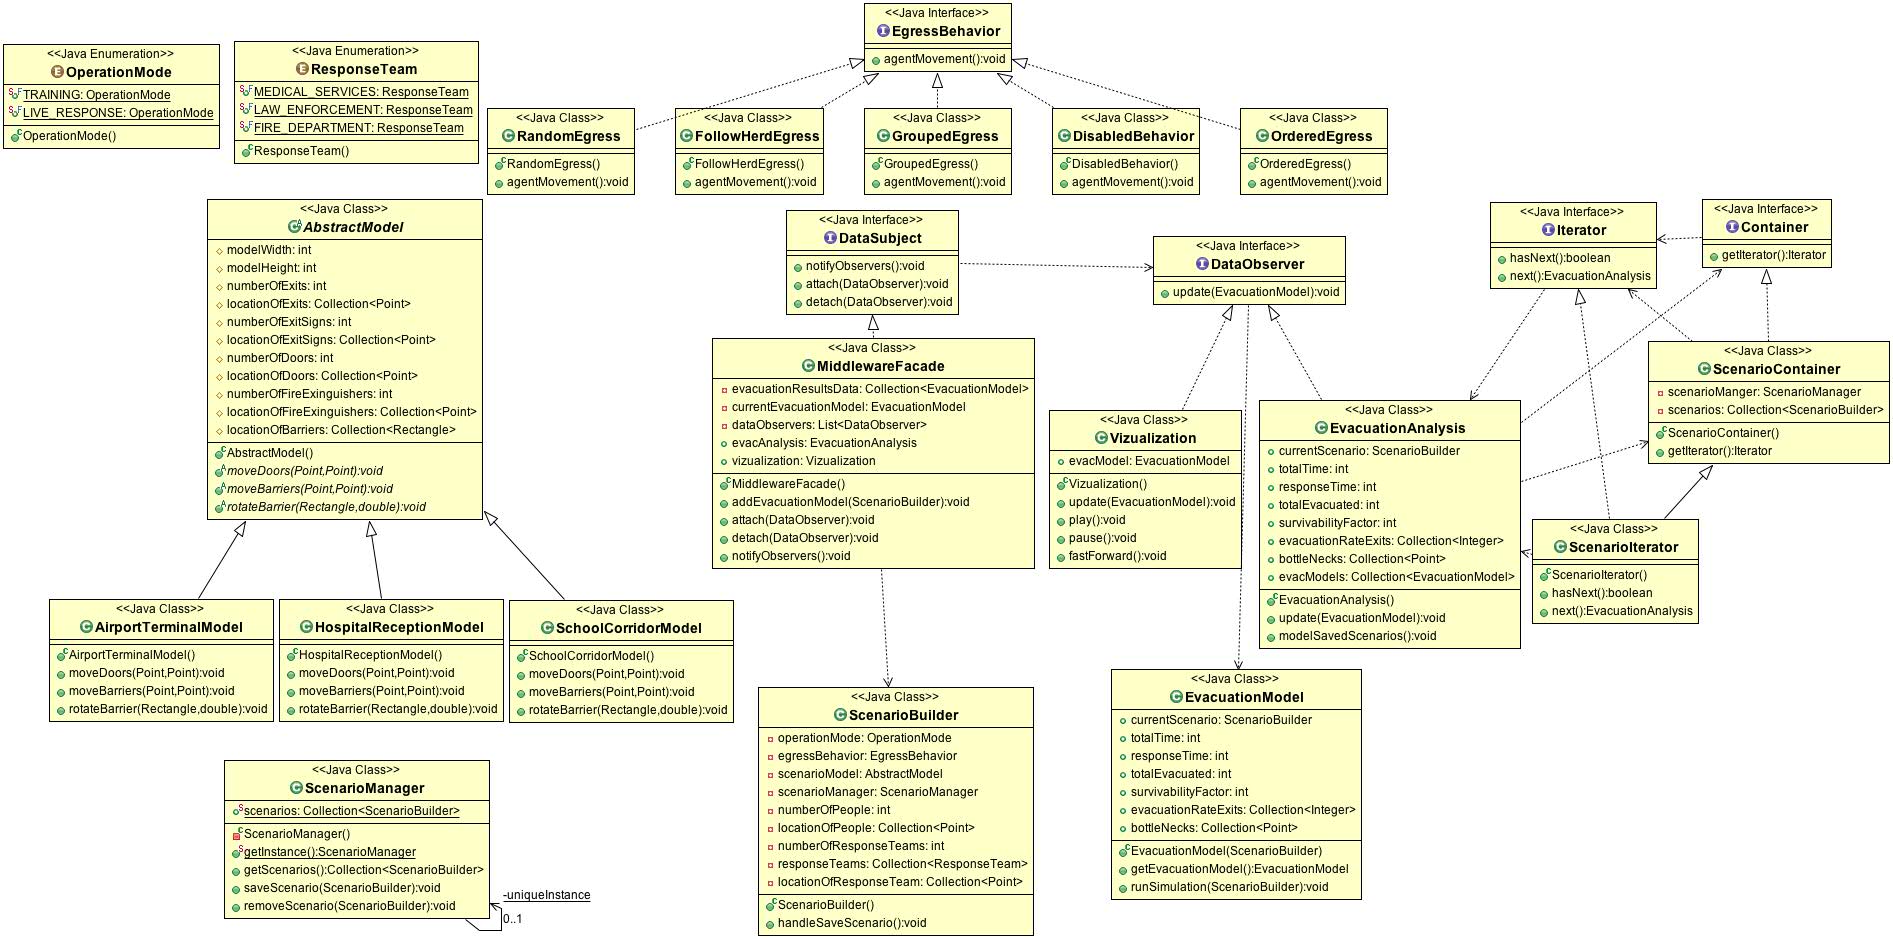 <<Java Interface>>
EgressBehavior
agentMovement():void
<<Java Enumeration>>
OperationMode
TRAINING: OperationMode
LIVE_RESPONSE: OperationMode
OperationMode()
<<Java Enumeration>>
ResponseTeam
MEDICAL_SERVICES: ResponseTeam
LAW_ENFORCEMENT: ResponseTeam
FIRE_DEPARTMENT: ResponseTeam
ResponseTeam()
<<Java Class>>
RandomEgress
RandomEgress()
agentMovement():void
<<Java Class>>
FollowHerdEgress
FollowHerdEgress()
agentMovement():void
<<Java Class>>
GroupedEgress
GroupedEgress()
agentMovement():void
<<Java Class>>
DisabledBehavior
DisabledBehavior()
agentMovement():void
<<Java Class>>
OrderedEgress
OrderedEgress()
agentMovement():void
<<Java Class>>
AbstractModel
modelWidth: int
modelHeight: int
numberOfExits: int
locationOfExits: Collection<Point>
numberOfExitSigns: int
locationOfExitSigns: Collection<Point>
numberOfDoors: int
locationOfDoors: Collection<Point>
numberOfFireExinguishers: int
locationOfFireExinguishers: Collection<Point>
locationOfBarriers: Collection<Rectangle>
AbstractModel()
moveDoors(Point,Point):void
moveBarriers(Point,Point):void
rotateBarrier(Rectangle,double):void
<<Java Interface>>
DataSubject
notifyObservers():void
attach(DataObserver):void
detach(DataObserver):void
<<Java Interface>>
DataObserver
update(EvacuationModel):void
<<Java Interface>>
Iterator
hasNext():boolean
next():EvacuationAnalysis
<<Java Interface>>
Container
getIterator():Iterator
<<Java Class>>
MiddlewareFacade
evacuationResultsData: Collection<EvacuationModel>
currentEvacuationModel: EvacuationModel
dataObservers: List<DataObserver>
evacAnalysis: EvacuationAnalysis
vizualization: Vizualization
MiddlewareFacade()
addEvacuationModel(ScenarioBuilder):void
attach(DataObserver):void
detach(DataObserver):void
notifyObservers():void
<<Java Class>>
Vizualization
evacModel: EvacuationModel
Vizualization()
update(EvacuationModel):void
play():void
pause():void
fastForward():void
<<Java Class>>
EvacuationAnalysis
currentScenario: ScenarioBuilder
totalTime: int
responseTime: int
totalEvacuated: int
survivabilityFactor: int
evacuationRateExits: Collection<Integer>
bottleNecks: Collection<Point>
evacModels: Collection<EvacuationModel>
EvacuationAnalysis()
update(EvacuationModel):void
modelSavedScenarios():void
<<Java Class>>
ScenarioContainer
scenarioManger: ScenarioManager
scenarios: Collection<ScenarioBuilder>
ScenarioContainer()
getIterator():Iterator
<<Java Class>>
ScenarioIterator
ScenarioIterator()
hasNext():boolean
next():EvacuationAnalysis
<<Java Class>>
AirportTerminalModel
AirportTerminalModel()
moveDoors(Point,Point):void
moveBarriers(Point,Point):void
rotateBarrier(Rectangle,double):void
<<Java Class>>
HospitalReceptionModel
HospitalReceptionModel()
moveDoors(Point,Point):void
moveBarriers(Point,Point):void
rotateBarrier(Rectangle,double):void
<<Java Class>>
SchoolCorridorModel
SchoolCorridorModel()
moveDoors(Point,Point):void
moveBarriers(Point,Point):void
rotateBarrier(Rectangle,double):void
<<Java Class>>
ScenarioManager
scenarios: Collection<ScenarioBuilder>
ScenarioManager()
getInstance():ScenarioManager
getScenarios():Collection<ScenarioBuilder>
saveScenario(ScenarioBuilder):void
removeScenario(ScenarioBuilder):void
-uniqueInstance
0..1
<<Java Class>>
ScenarioBuilder
operationMode: OperationMode
egressBehavior: EgressBehavior
scenarioModel: AbstractModel
scenarioManager: ScenarioManager
numberOfPeople: int
locationOfPeople: Collection<Point>
numberOfResponseTeams: int
responseTeams: Collection<ResponseTeam>
locationOfResponseTeam: Collection<Point>
ScenarioBuilder()
handleSaveScenario():void
<<Java Class>>
EvacuationModel
currentScenario: ScenarioBuilder
totalTime: int
responseTime: int
totalEvacuated: int
survivabilityFactor: int
evacuationRateExits: Collection<Integer>
bottleNecks: Collection<Point>
EvacuationModel(ScenarioBuilder)
getEvacuationModel():EvacuationModel
runSimulation(ScenarioBuilder):void